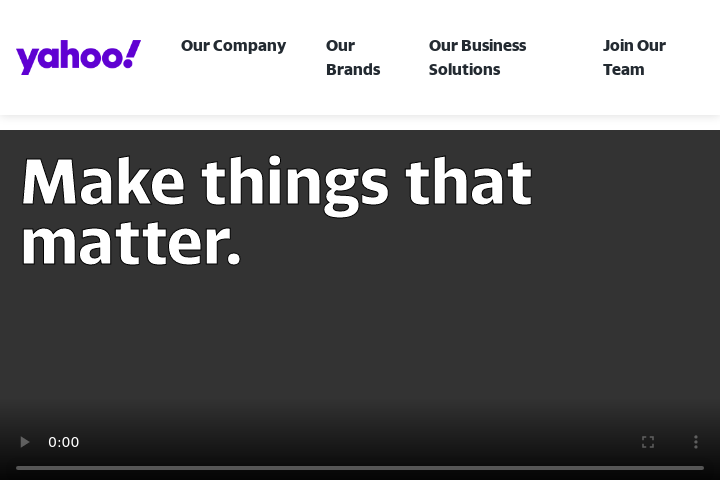 yahoo!
Our Company
Our
Brands
Our Business
Solutions
Join Our
Team
Make things that
matter.
0:00